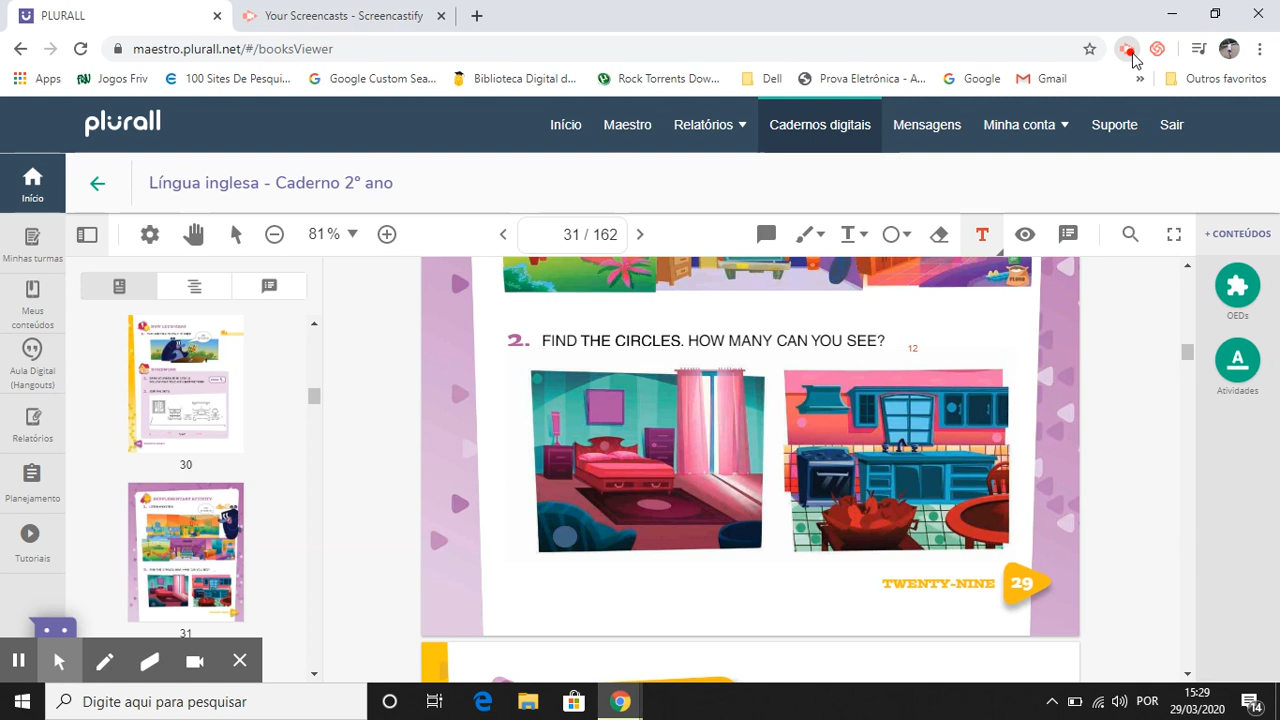 PLURALL
Your Screencasts - Screencastify
maestro.plurall.net/#/booksViewer
Apps
Jogos Friv
100 Sites De Pesqui...
Google Custom Sea...
Biblioteca Digital d...
Rock Torrents Dow...
Dell
Prova Eletrônica - A...
Google
Gmail
Outros favoritos
plurall
Início
Maestro
Relatórios
Cadernos digitais
Mensagens
Minha conta
Suporte
Sair
Início
Língua inglesa - Caderno 2º ano
81%
31 / 162
+ CONTEÚDOS
Minhas turmas
Meus
conteúdos
Aula Digital
(Hangouts)
Relatórios
Planejamento
Tutoriais
30
31
2. FIND THE CIRCLES. HOW MANY CAN YOU SEE?
12
TWENTY-NINE 29
OEDs
Atividades
Digite aqui para pesquisar
POR
15:29
29/03/2020
14